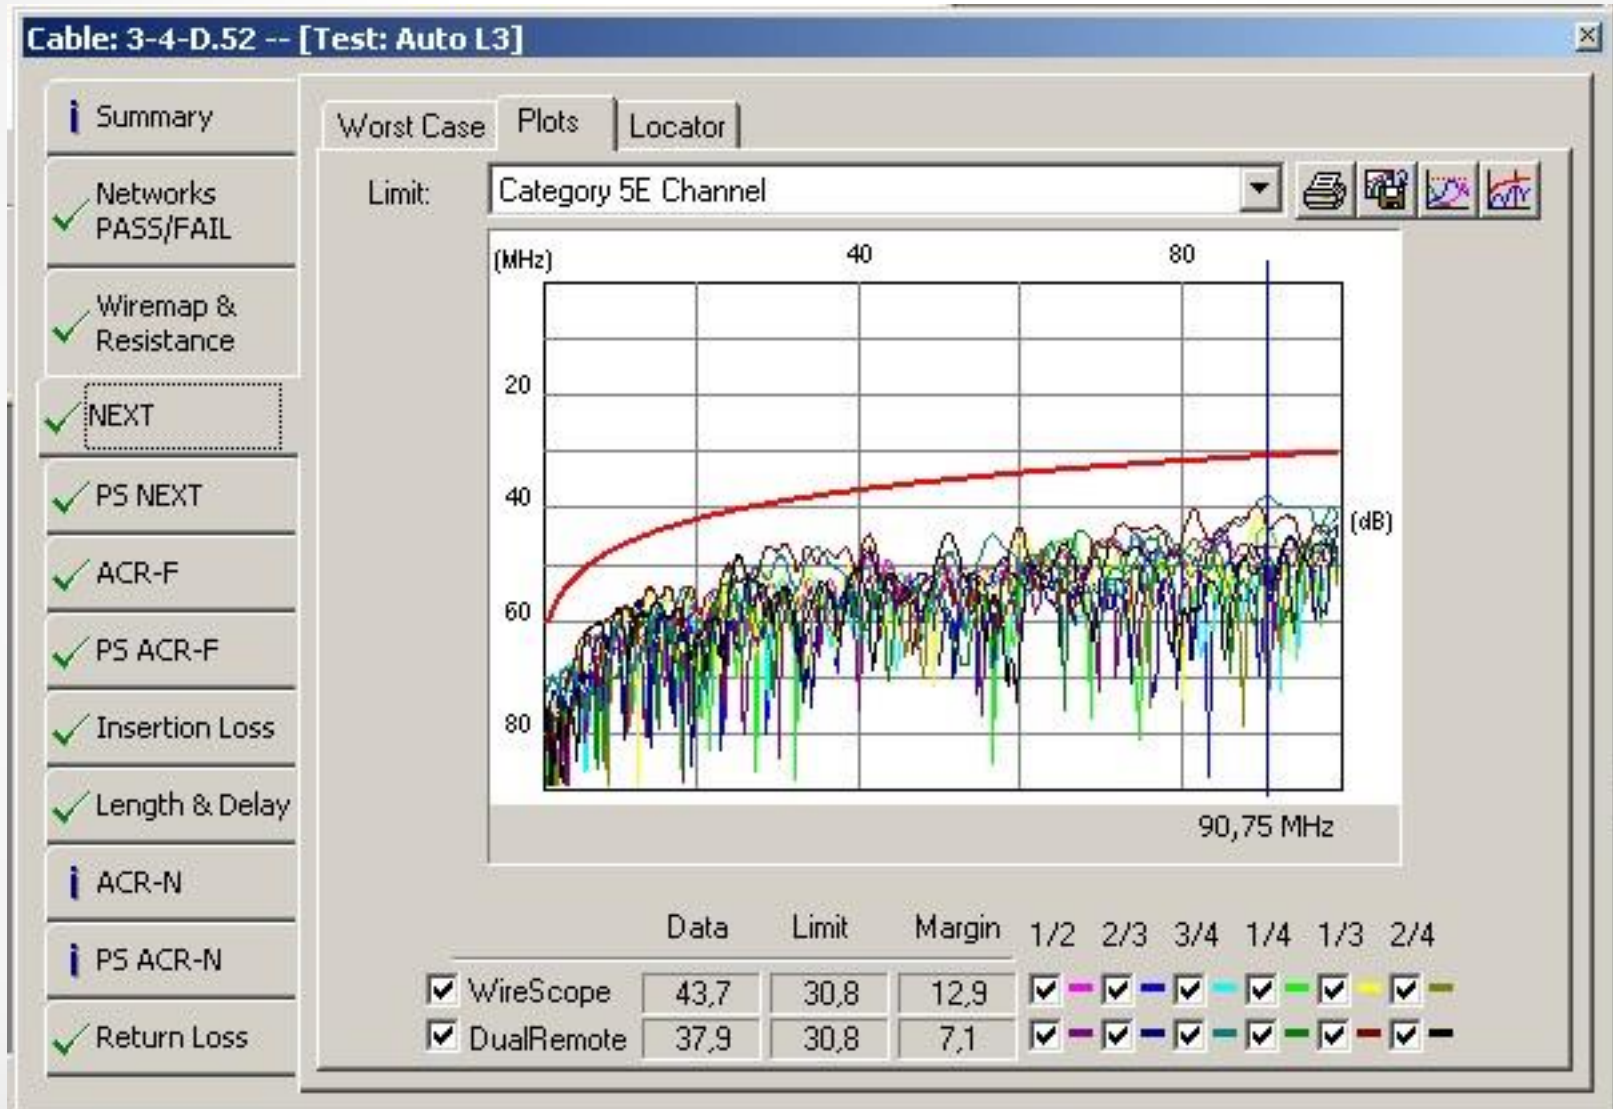 Cable: 3-4-D.52 -- [Test: Auto L3]
Summary
Networks
PASS/FAIL
Wiremap &
Resistance
NEXT
PS NEXT
ACR-F
PS ACR-F
Insertion Loss
Length & Delay
ACR-N
PS ACR-N
Return Loss
Worst Case
Plots
Locator
Limit:
Category 5E Channel
(MHz)
40
80
20
40
60
80
(dB)
90,75 MHz
Data Limit Margin 1/2 2/3 3/4 1/4 1/3 2/4
WireScope 43,7 30,8 12,9
DualRemote 37,9 30,8 7,1